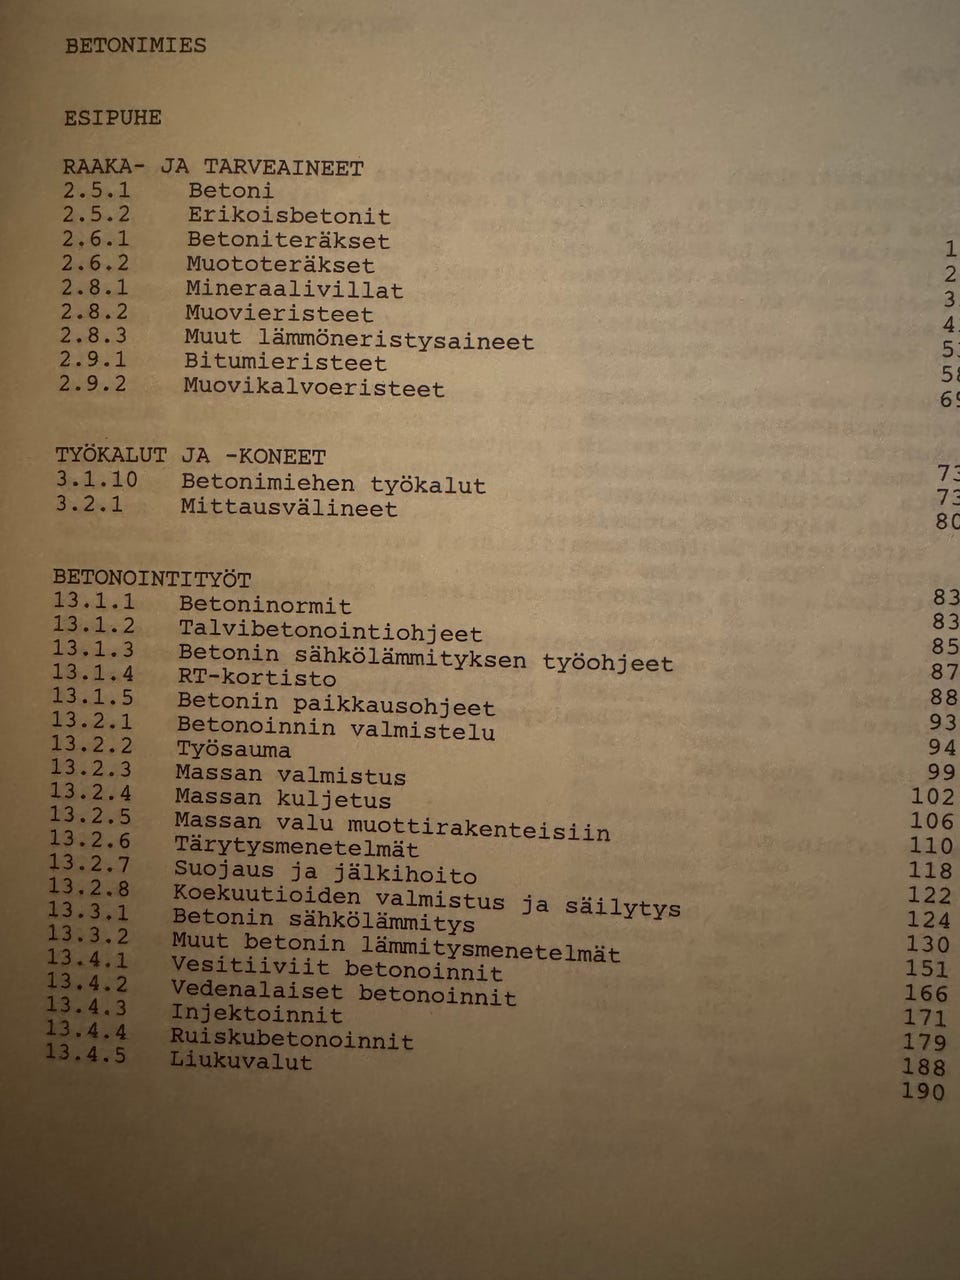 BETONIMIES
ESIPUHE
RAAKA- JA TARVEAINEET
2.5.1 Betoni
2.5.2 Erikoisbetonit
2.6.1 Betoniteräkset
2.6.2 Muototeräkset
2.8.1 Mineraalivillat
2.8.2 Muovieristeet
2.8.3 Muut lämmöneristysaineet
2.9.1 Bitumieristeet
2.9.2 Muovikalvoeristeet
TYÖKALUT JA -KONEET 73
3.1.10 Betonimiehen työkalut 73
3.2.1 Mittausvälineet 80
BETONOINTITYÖT 83
13.1.1 Betoninormit 83
13.1.2 Talvibetonointiohjeet 85
13.1.3 Betonin sähkölämmityksen työohjeet 87
13.1.4 RT-kortisto 88
13.1.5 Betonin paikkausohjeet 93
13.2.1 Betonoinnin valmistelu 94
13.2.2 Työsauma 99
13.2.3 Massan valmistus 102
13.2.4 Massan kuljetus 106
13.2.5 Massan valu muottirakenteisiin 110
13.2.6 Tärytysmenetelmät 118
13.2.7 Suojaus ja jälkihoito 122
13.2.8 Koekuutioiden valmistus ja säilytys 124
13.3.1 Betonin sähkölämmitys 130
13.3.2 Muut betonin lämmitysmenetelmät 151
13.4.1 Vesitiiviit betonoinnit 166
13.4.2 Vedenalaiset betonoinnit 171
13.4.3 Injektoinnit 179
13.4.4 Ruiskubetonoinnit 188
13.4.5 Liukuvalut 190